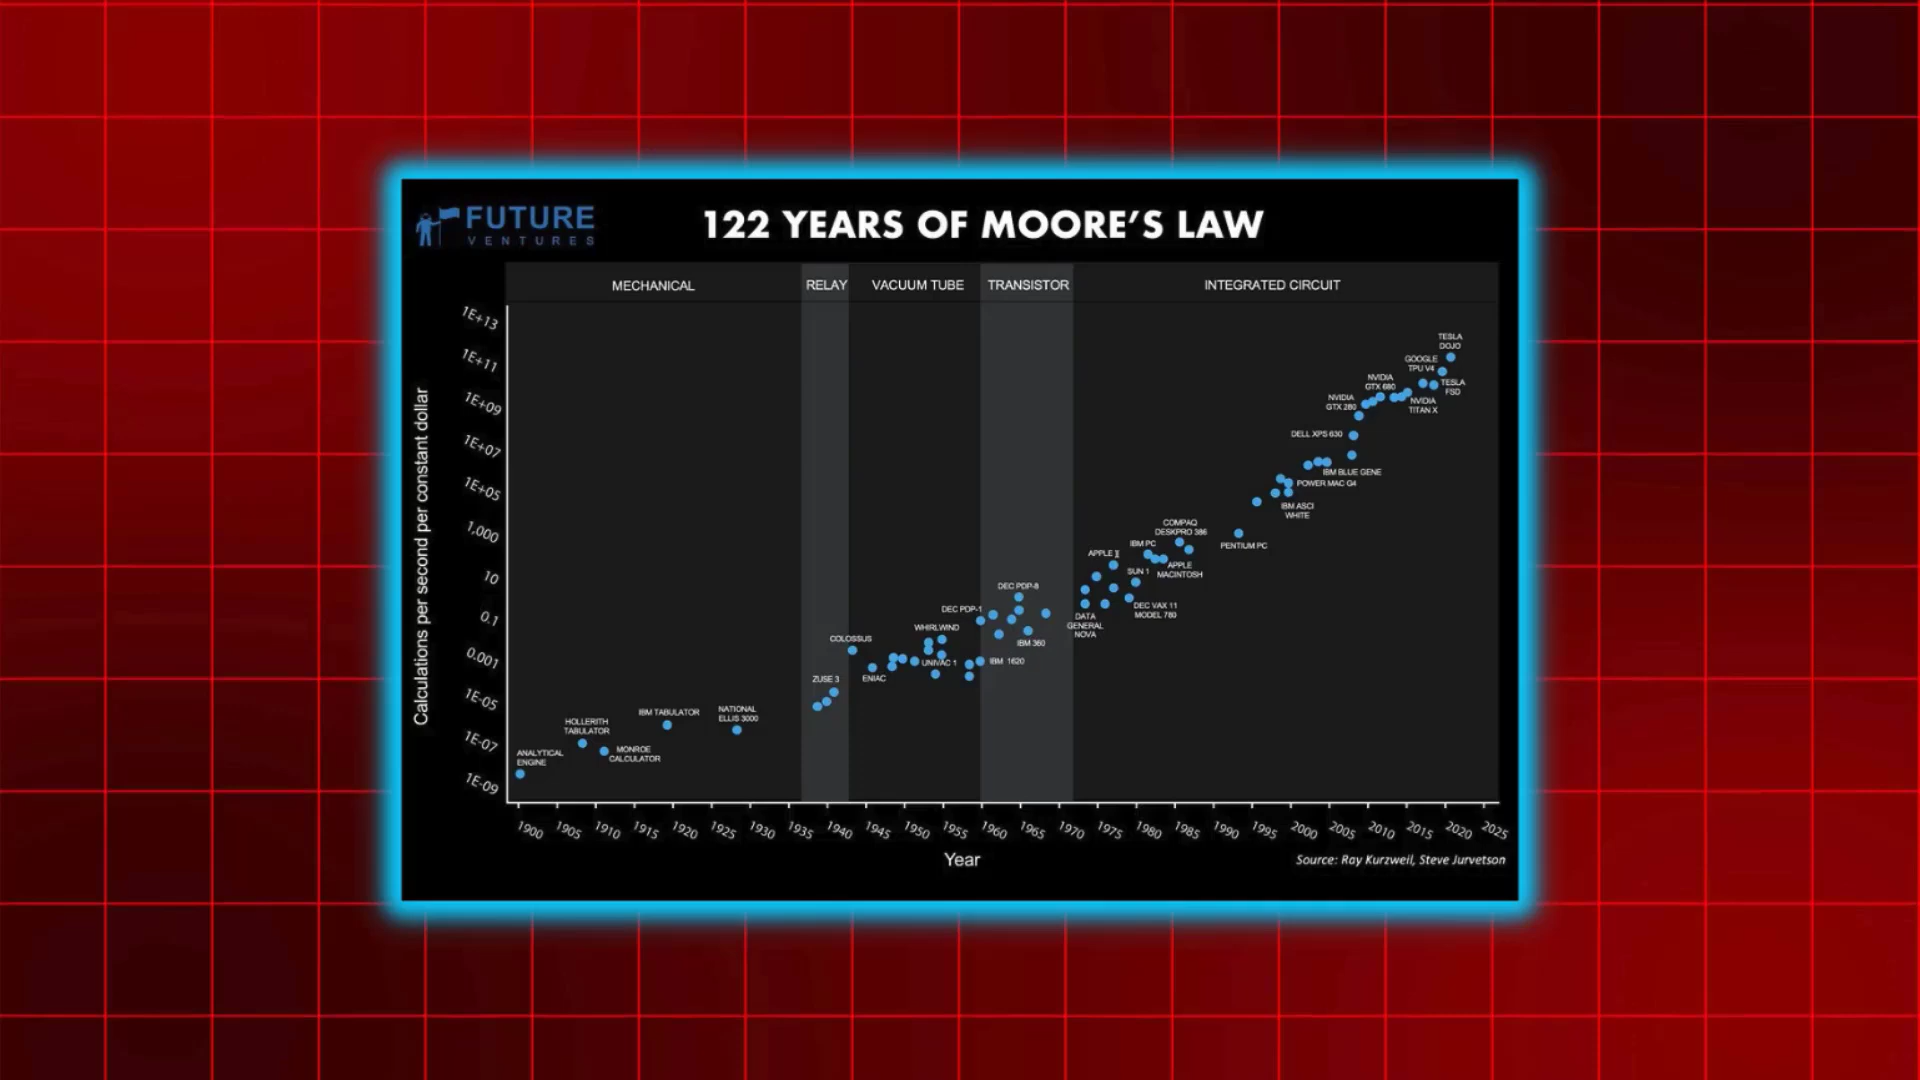 FUTURE
VENTURES
122 YEARS OF MOORE'S LAW
MECHANICAL
RELAY
VACUUM TUBE
TRANSISTOR
INTEGRATED CIRCUIT
Calculations per second per constant dollar
1E+13
1E+11
1E+09
1E+07
1E+05
1,000
10
0.1
0.001
1E-05
1E-07
1E-09
ANALYTICAL
ENGINE
HOLLERITH
TABULATOR
MONROE
CALCULATOR
IBM TABULATOR
NATIONAL
ELLIS 3000
ZUSE 3
COLOSSUS
ENIAC
WHIRLWIND
UNIVAC 1
DEC PDP-1
IBM 1620
DEC PDP-8
IBM 360
DATA
GENERAL
NOVA
APPLE ][
SUN 1
IBM PC
DEC VAX 11
MODEL 780
COMPAQ
DESKPRO 386
APPLE
MACINTOSH
PENTIUM PC
IBM ASCI
WHITE
POWER MAC G4
IBM BLUE GENE
DELL XPS 630
NVIDIA
GTX 280
NVIDIA
GTX 680
NVIDIA
TITAN X
GOOGLE
TPU V4
TESLA
FSD
TESLA
DOJO
1900
1905
1910
1915
1920
1925
1930
1935
1940
1945
1950
1955
1960
1965
1970
1975
1980
1985
1990
1995
2000
2005
2010
2015
2020
2025
Year
Source: Ray Kurzweil, Steve Jurvetson